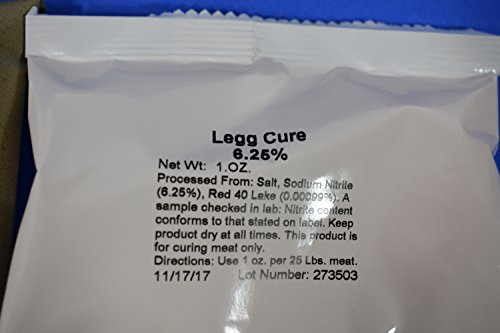 Legg Cure
6.25%
Net Wt: 1.OZ.
Processed From: Salt, Sodium Nitrite
(6.25%), Red 40 Lake (0.00099%). A
sample checked in lab: Nitrite content
conforms to that stated on label. Keep
product dry at all times. This product is
for curing meat only.
Directions: Use 1 oz. per 25 Lbs. meat.
11/17/17 Lot Number: 273503